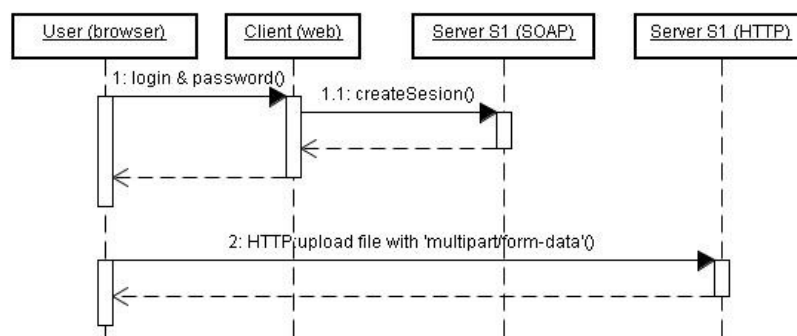 User (browser)
Client (web)
Server S1 (SOAP)
Server S1 (HTTP)
1: login & password()
1.1: createSesion()
2: HTTP upload file with 'multipart/form-data'()